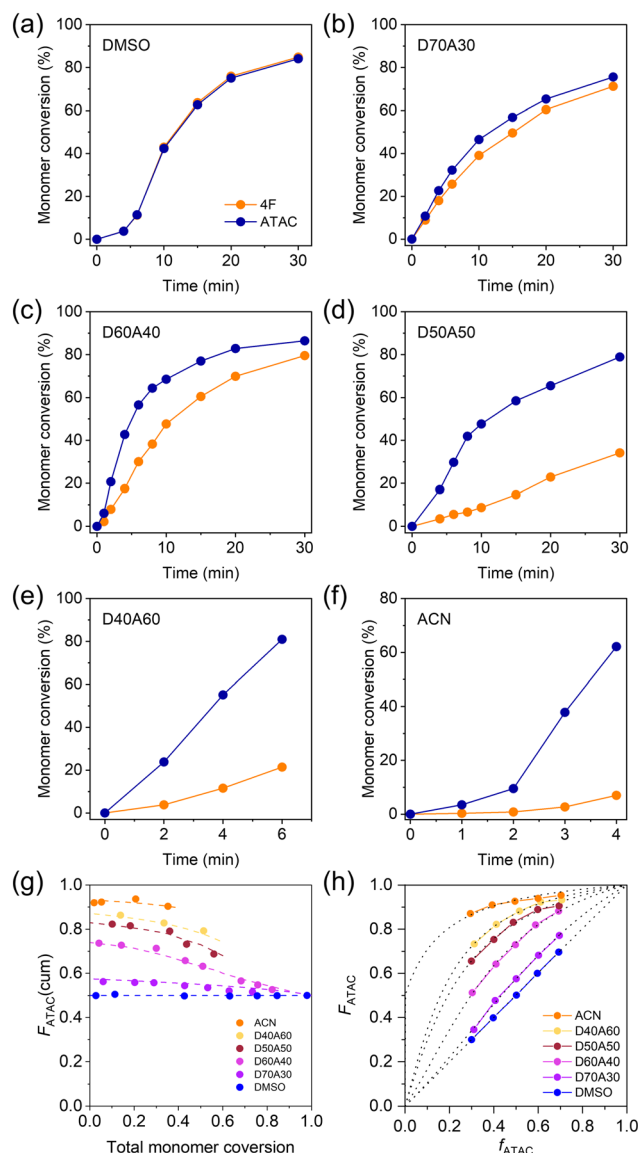 (a)
DMSO
Monomer conversion (%)
100
80
60
40
20
0
4F
ATAC
0
10
20
30
Time (min)
(b)
D70A30
Monomer conversion (%)
100
80
60
40
20
0
0
10
20
30
Time (min)
(c)
D60A40
Monomer conversion (%)
100
80
60
40
20
0
0
10
20
30
Time (min)
(d)
D50A50
Monomer conversion (%)
100
80
60
40
20
0
0
10
20
30
Time (min)
(e)
D40A60
Monomer conversion (%)
100
80
60
40
20
0
0
2
4
6
Time (min)
(f)
ACN
Monomer conversion (%)
80
60
40
20
0
0
1
2
3
4
Time (min)
(g)
F_ATAC(cum)
1.0
0.8
0.6
0.4
0.2
0.0
ACN
D40A60
D50A50
D60A40
D70A30
DMSO
0.0 0.2 0.4 0.6 0.8 1.0
Total monomer coversion
(h)
F_ATAC
1.0
0.8
0.6
0.4
0.2
0.0
ACN
D40A60
D50A50
D60A40
D70A30
DMSO
0.0 0.2 0.4 0.6 0.8 1.0
f_ATAC